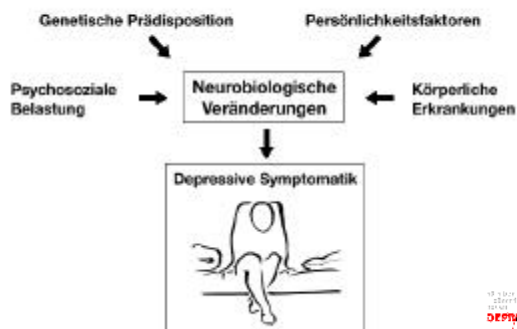 Genetische Prädisposition
Persönlichkeitsfaktoren
Psychosoziale
Belastung
Neurobiologische
Veränderungen
Körperliche
Erkrankungen
Depressive Symptomatik